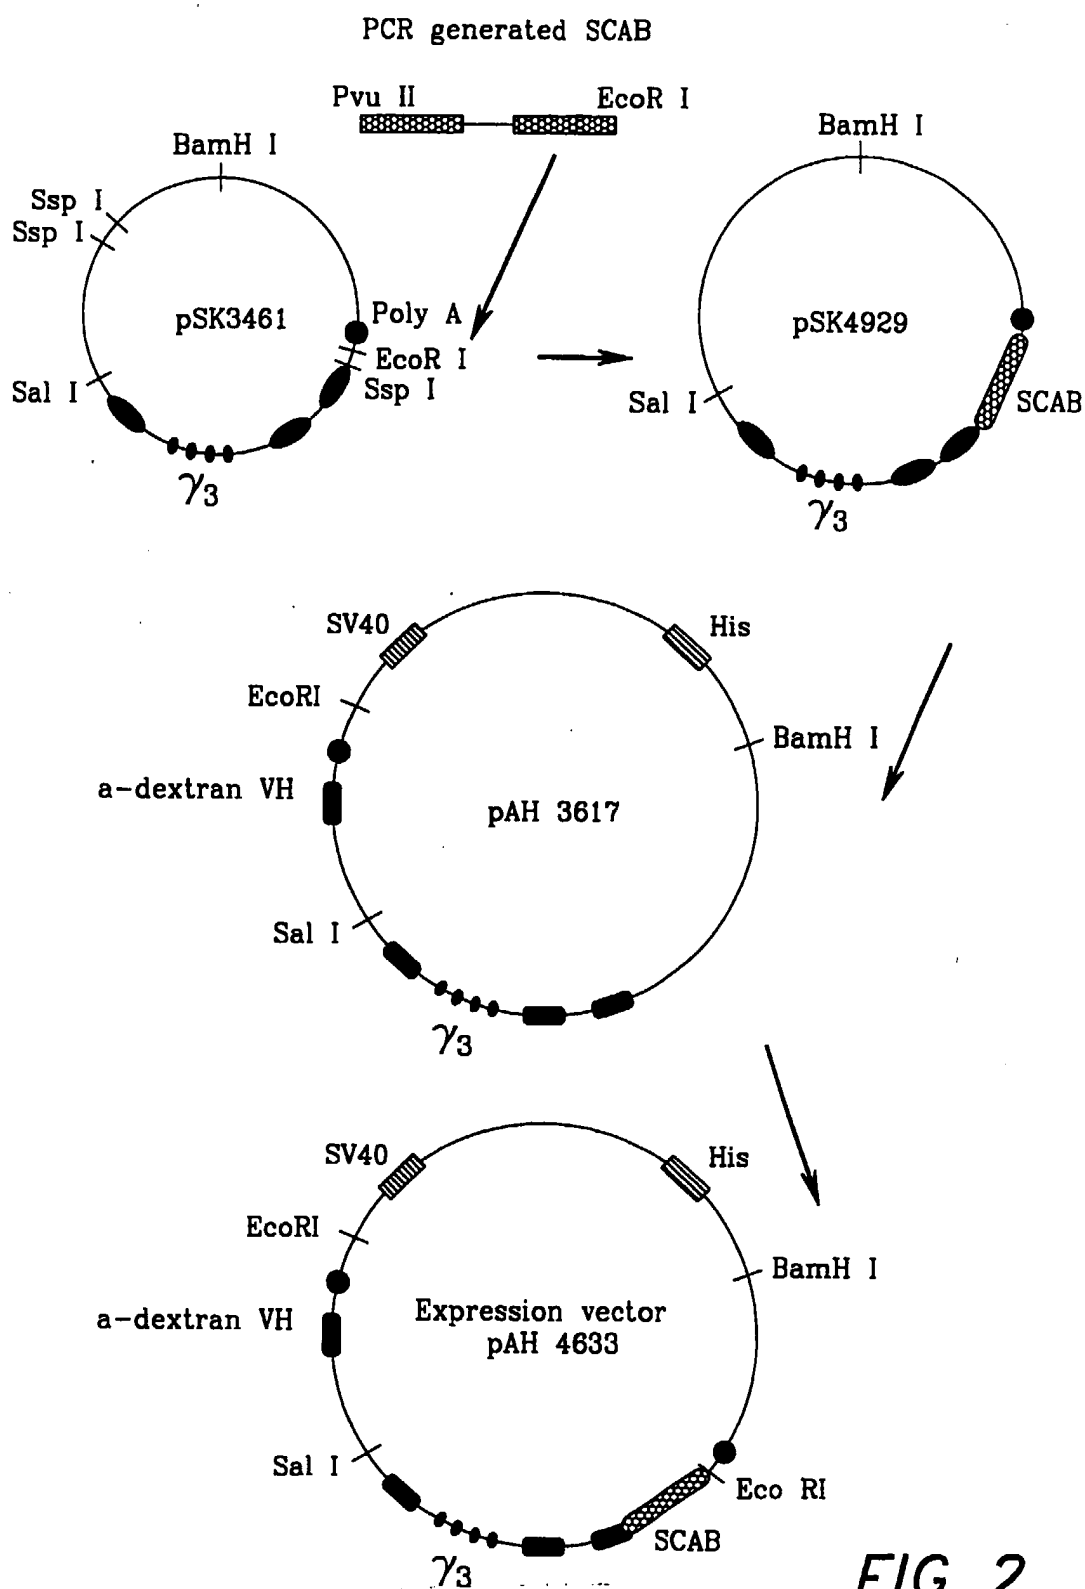 PCR generated SCAB
Pvu II
EcoR I
BamH I
Ssp I
Ssp I
pSK3461
Poly A
EcoR I
Ssp I
Sal I
γ3
BamH I
pSK4929
Sal I
SCAB
γ3
SV40
His
EcoRI
BamH I
a-dextran VH
pAH 3617
Sal I
γ3
SV40
His
EcoRI
BamH I
a-dextran VH
Expression vector
pAH 4633
Sal I
Eco RI
SCAB
γ3
FIG. 2